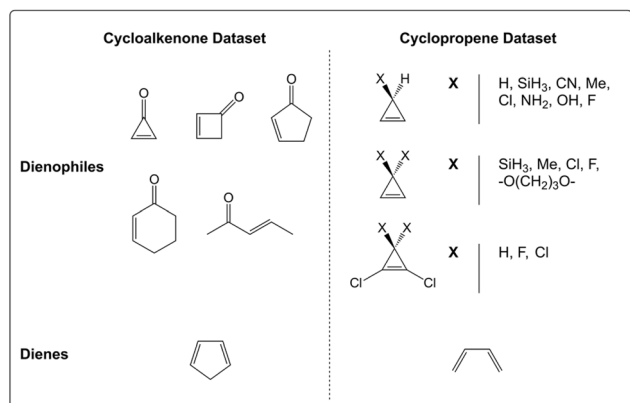 Cycloalkenone Dataset
Cyclopropene Dataset
Dienophiles
O
O
O
X H
X
H, SiH3, CN, Me,
Cl, NH2, OH, F
X X
X
SiH3, Me, Cl, F,
-O(CH2)3O-
O
O
X X
X
H, F, Cl
Cl
Cl
Dienes